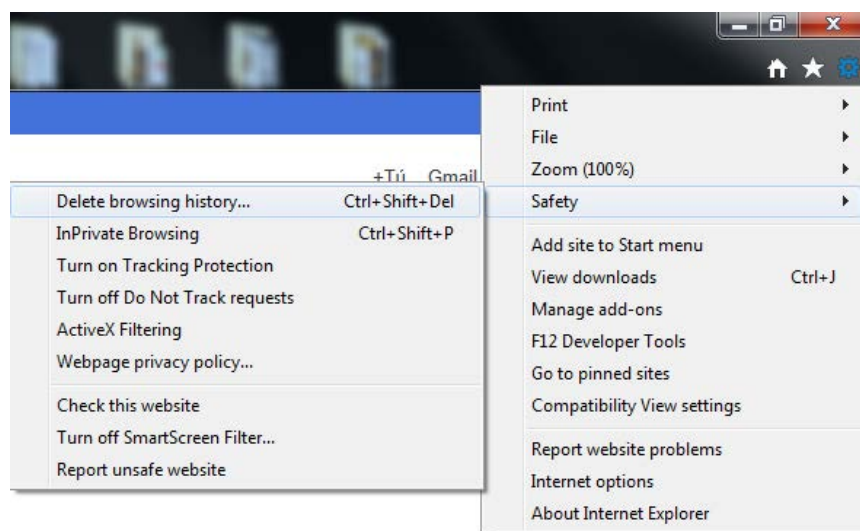 +Tú Gmail
Print
File
Zoom (100%)
Safety
Add site to Start menu
View downloads Ctrl+J
Manage add-ons
F12 Developer Tools
Go to pinned sites
Compatibility View settings
Report website problems
Internet options
About Internet Explorer
Delete browsing history... Ctrl+Shift+Del
InPrivate Browsing Ctrl+Shift+P
Turn on Tracking Protection
Turn off Do Not Track requests
ActiveX Filtering
Webpage privacy policy...
Check this website
Turn off SmartScreen Filter...
Report unsafe website